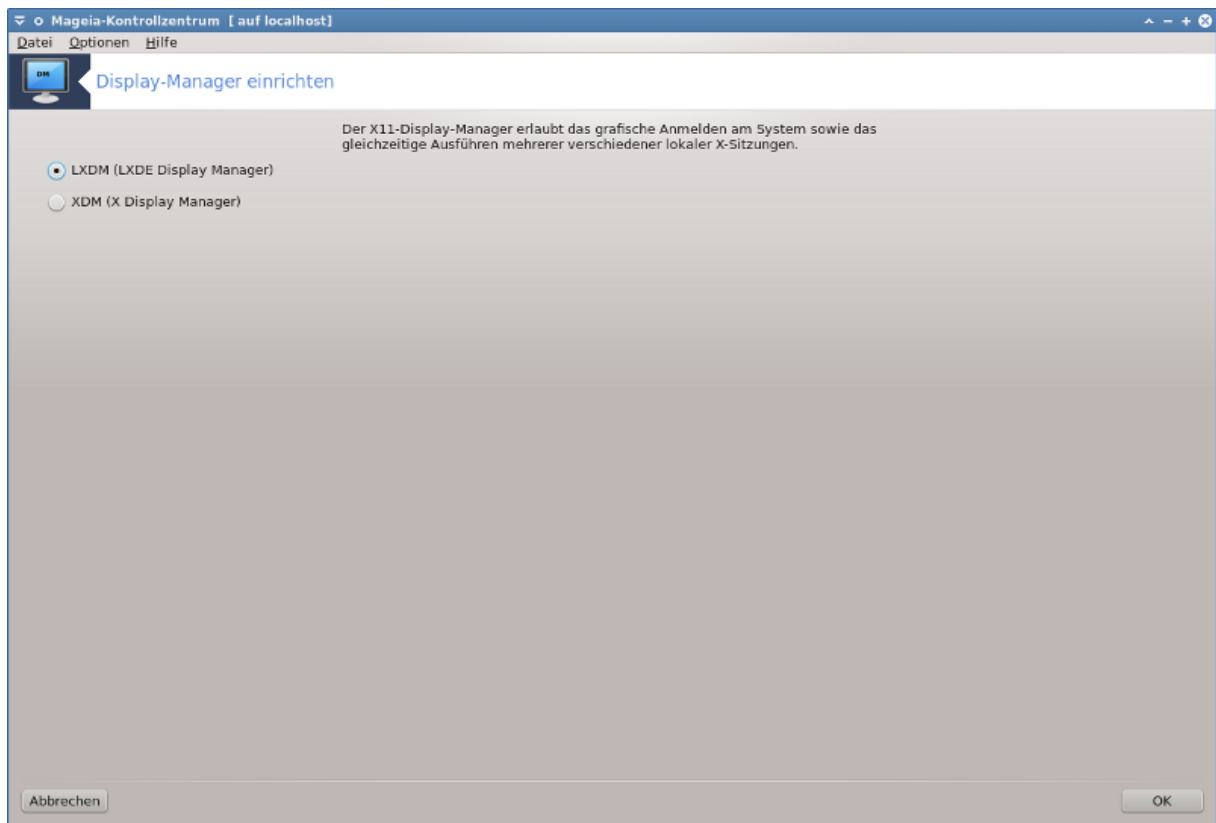 Mageia-Kontrollzentrum [ auf localhost]
Datei Optionen Hilfe
DM
Display-Manager einrichten
Der X11-Display-Manager erlaubt das grafische Anmelden am System sowie das
gleichzeitige Ausführen mehrerer verschiedener lokaler X-Sitzungen.
LXDM (LXDE Display Manager)
XDM (X Display Manager)
Abbrechen OK